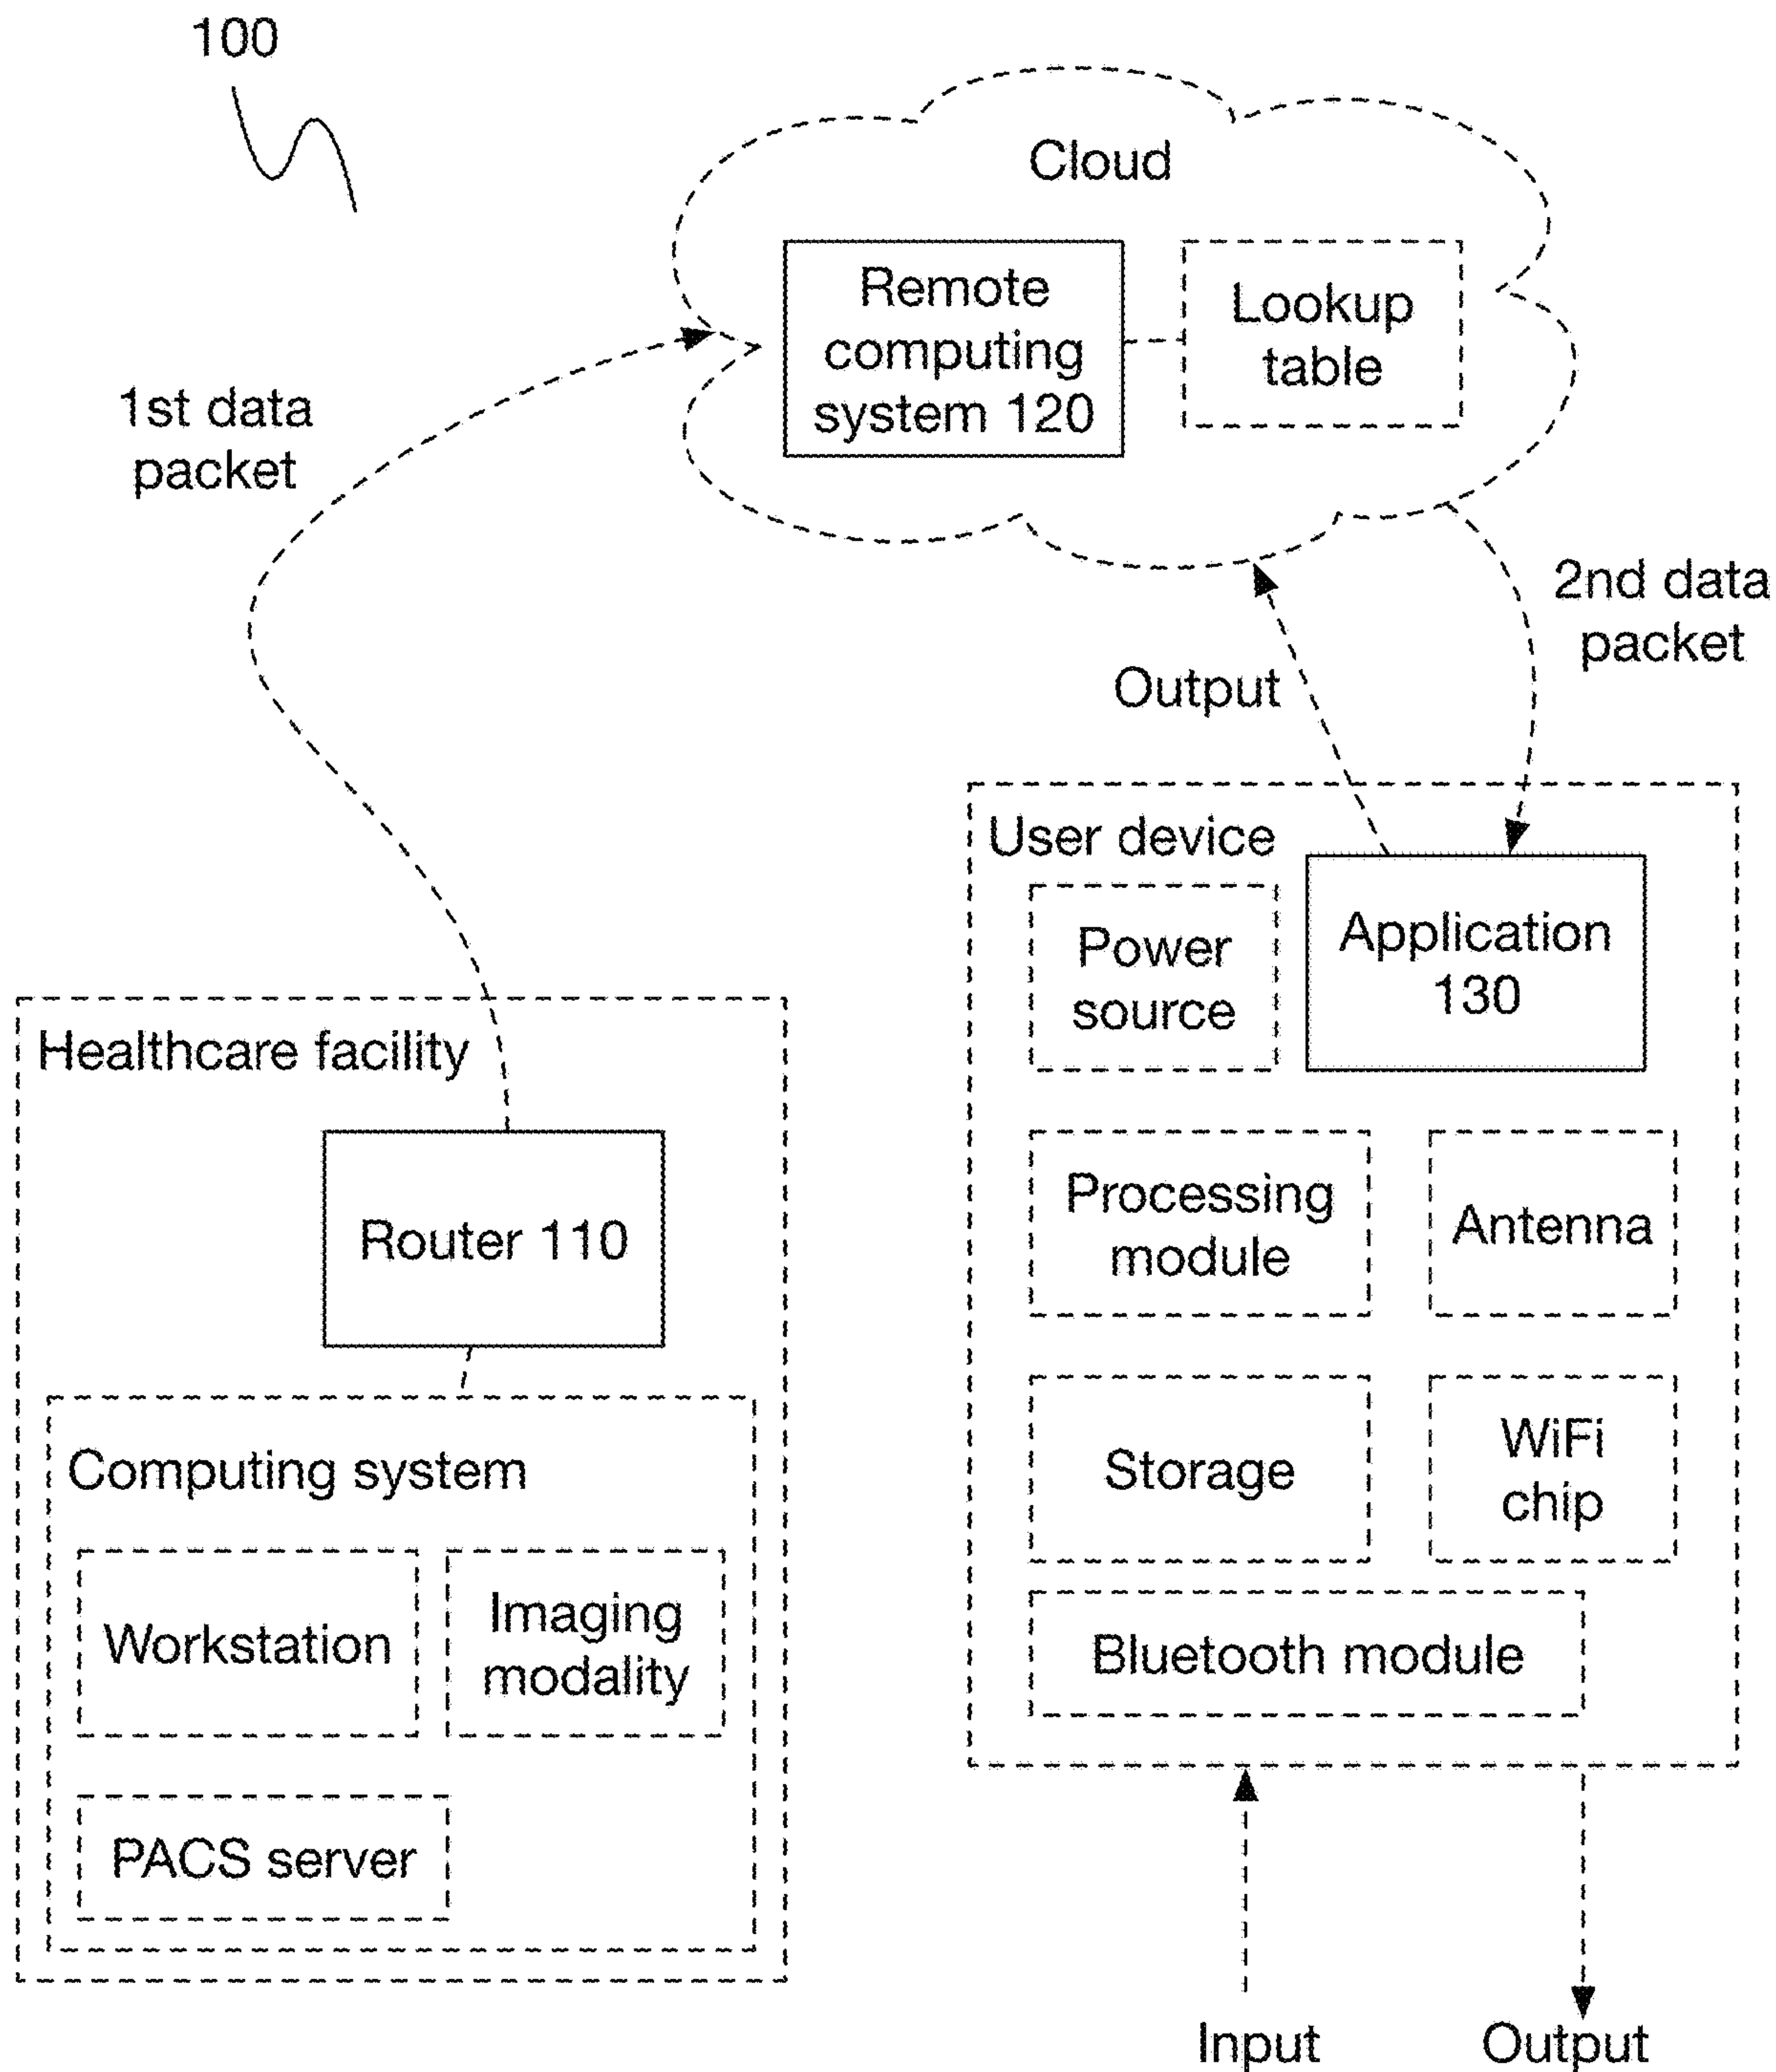 100
Cloud
Remote
computing
system 120
Lookup
table
1st data
packet
2nd data
packet
Output
User device
Power
source
Application
130
Healthcare facility
Router 110
Processing
module
Antenna
Computing system
Storage
WiFi
chip
Workstation
Imaging
modality
Bluetooth module
PACS server
Input
Output